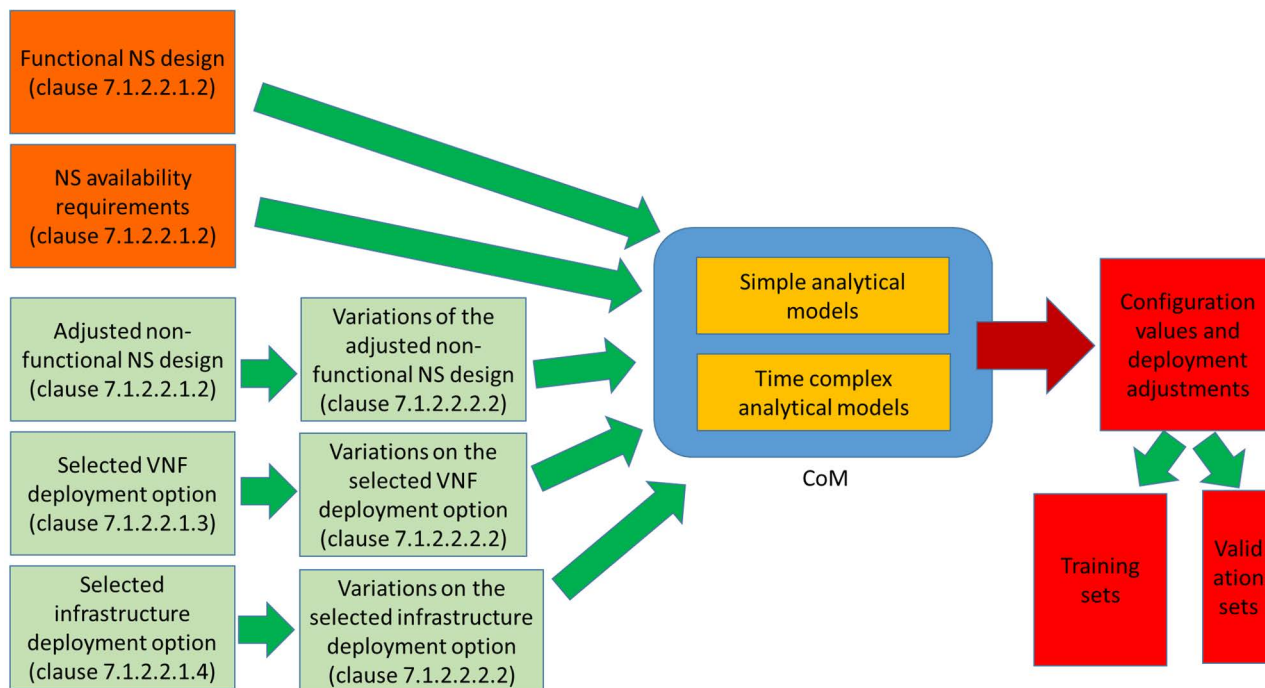 Functional NS design
(clause 7.1.2.2.1.2)
NS availability
requirements
(clause 7.1.2.2.1.2)
Adjusted non-
functional NS design
(clause 7.1.2.2.1.2)
Variations of the
adjusted non-
functional NS design
(clause 7.1.2.2.2.2)
Selected VNF
deployment option
(clause 7.1.2.2.1.3)
Variations on the
selected VNF
deployment option
(clause 7.1.2.2.2.2)
Selected
infrastructure
deployment option
(clause 7.1.2.2.1.4)
Variations on the
selected infrastructure
deployment option
(clause 7.1.2.2.2.2)
Simple analytical
models
Time complex
analytical models
CoM
Configuration
values and
deployment
adjustments
Training
sets
Valid
ation
sets